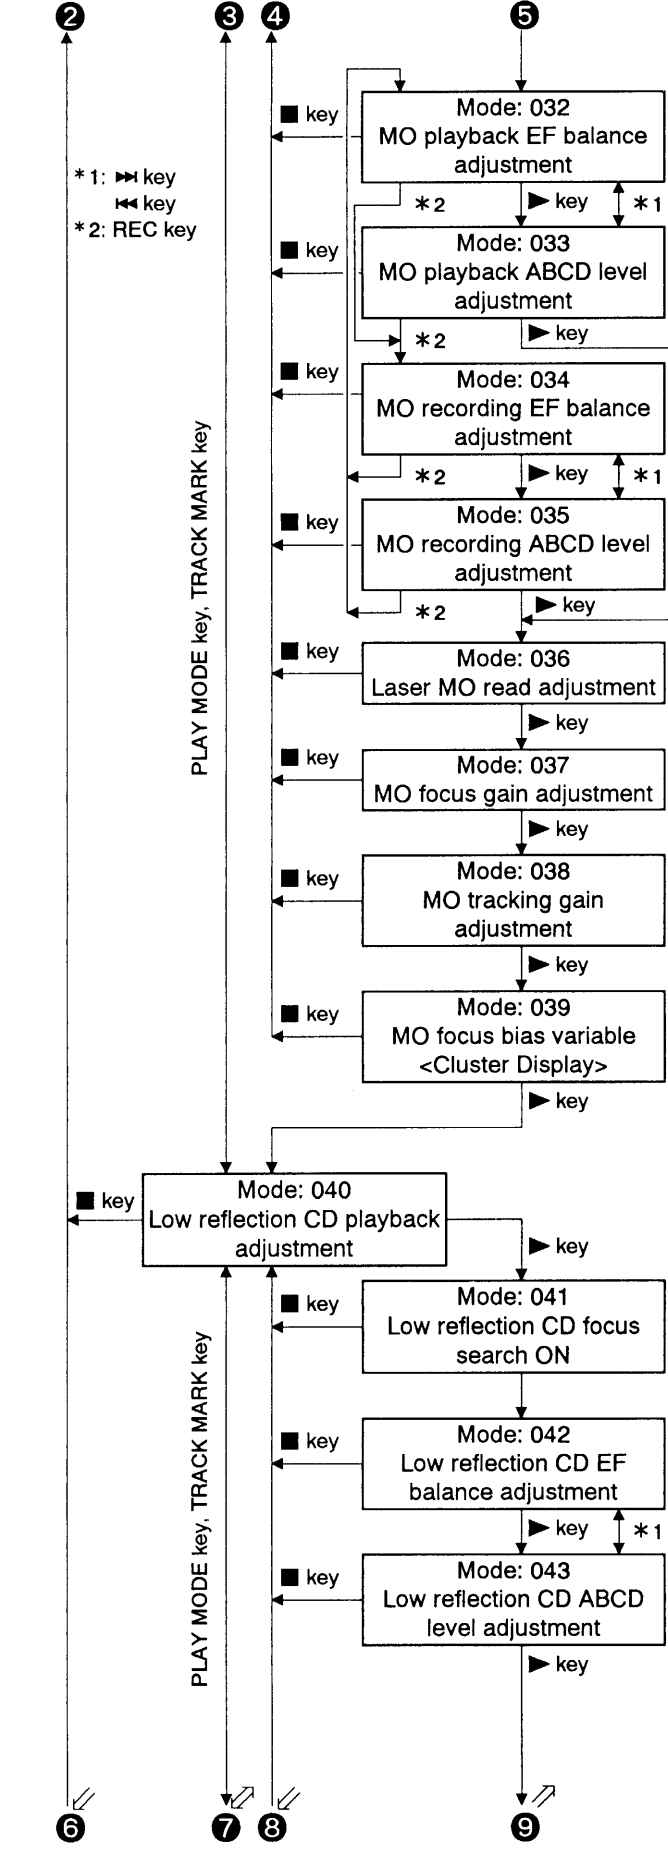 ❷ ❸ ❹ ❺
■ key
Mode: 032
MO playback EF balance
adjustment
*1: ⏭ key
⏮ key
*2: REC key
*2
▶ key
*1
■ key
Mode: 033
MO playback ABCD level
adjustment
*2
▶ key
■ key
Mode: 034
MO recording EF balance
adjustment
*2
▶ key
*1
■ key
Mode: 035
MO recording ABCD level
adjustment
*2
▶ key
PLAY MODE key, TRACK MARK key
■ key
Mode: 036
Laser MO read adjustment
▶ key
■ key
Mode: 037
MO focus gain adjustment
▶ key
■ key
Mode: 038
MO tracking gain
adjustment
▶ key
■ key
Mode: 039
MO focus bias variable
<Cluster Display>
▶ key
■ key
Mode: 040
Low reflection CD playback
adjustment
▶ key
■ key
Mode: 041
Low reflection CD focus
search ON
PLAY MODE key, TRACK MARK key
■ key
Mode: 042
Low reflection CD EF
balance adjustment
▶ key
*1
■ key
Mode: 043
Low reflection CD ABCD
level adjustment
▶ key
❻ ❼ ❽ ❾